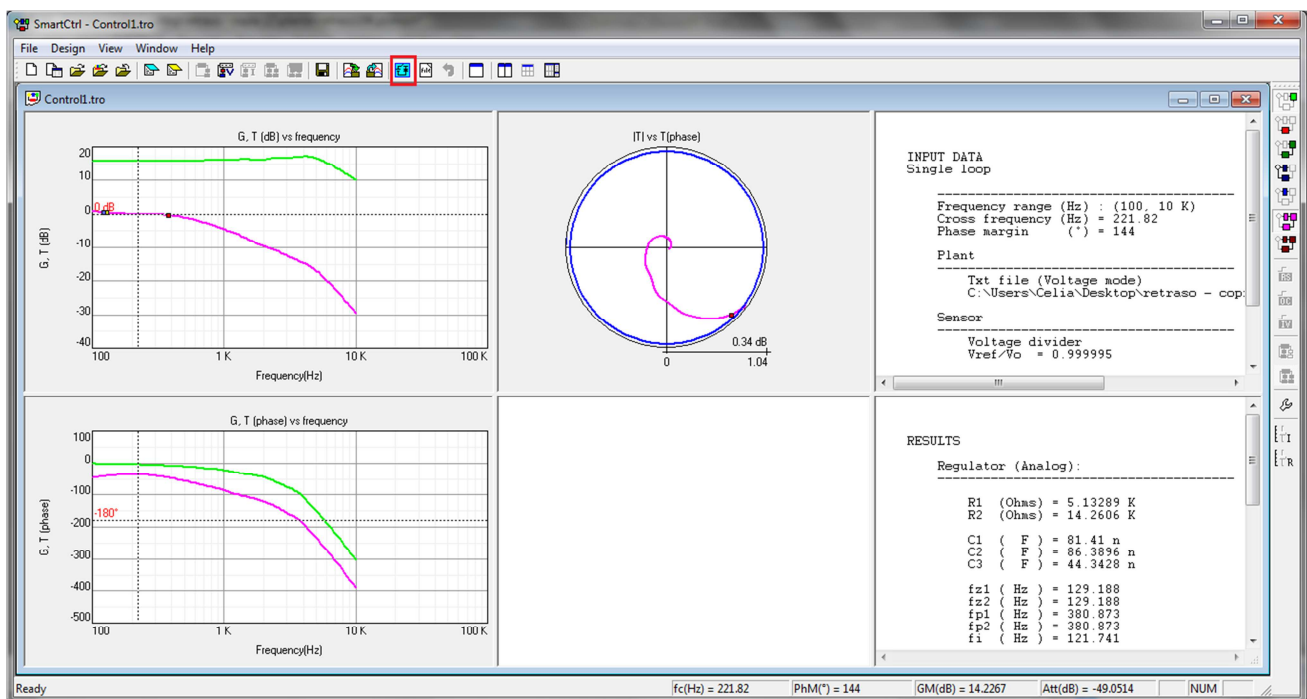 SmartCtrl - Control1.tro
File Design View Window Help
Control1.tro
G, T (dB) vs frequency
20
10
0
0 dB
-10
-20
-30
-40
G, T (dB)
100
1 K
10 K
100 K
Frequency(Hz)
|T| vs T(phase)
0.34 dB
0
1.04
INPUT DATA
Single loop
Frequency range (Hz) : (100, 10 K)
Cross frequency (Hz) = 221.82
Phase margin (°) = 144
Plant
Txt file (Voltage mode)
C:\Users\Celia\Desktop\retraso - cop
Sensor
Voltage divider
Vref/Vo = 0.999995
G, T (phase) vs frequency
100
0
-100
-180°
-200
-300
-400
-500
G, T (phase)
100
1 K
10 K
100 K
Frequency(Hz)
RESULTS
Regulator (Analog):
R1 (Ohms) = 5.13289 K
R2 (Ohms) = 14.2606 K
C1 ( F ) = 81.41 n
C2 ( F ) = 86.3896 n
C3 ( F ) = 44.3428 n
fz1 ( Hz ) = 129.188
fz2 ( Hz ) = 129.188
fp1 ( Hz ) = 380.873
fp2 ( Hz ) = 380.873
fi ( Hz ) = 121.741
Ready
fc(Hz) = 221.82
PhM(°) = 144
GM(dB) = 14.2267
Att(dB) = -49.0514
NUM